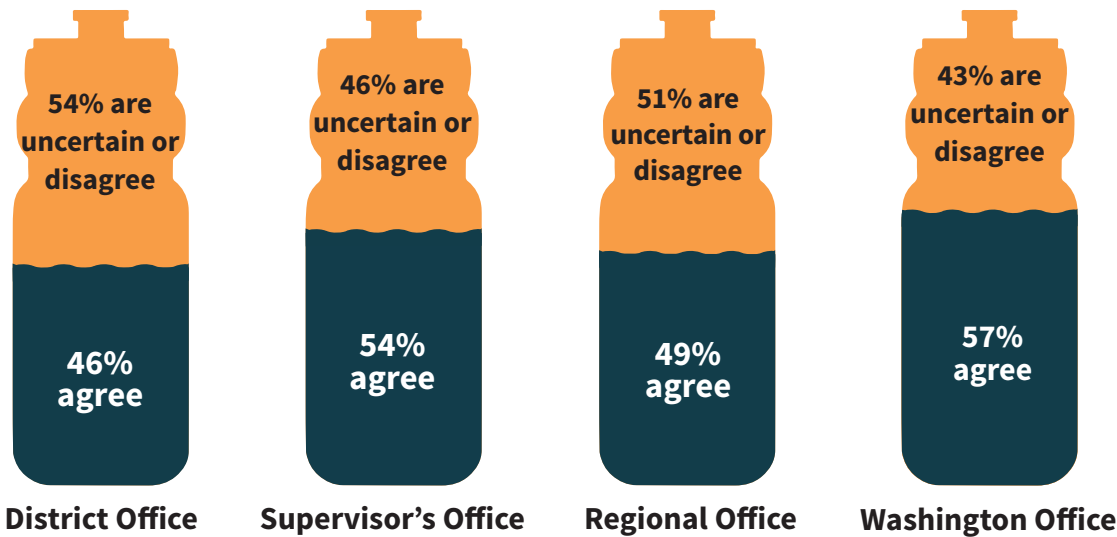 54% are
uncertain or
disagree
46%
agree
District Office
46% are
uncertain or
disagree
54%
agree
Supervisor’s Office
51% are
uncertain or
disagree
49%
agree
Regional Office
43% are
uncertain or
disagree
57%
agree
Washington Office